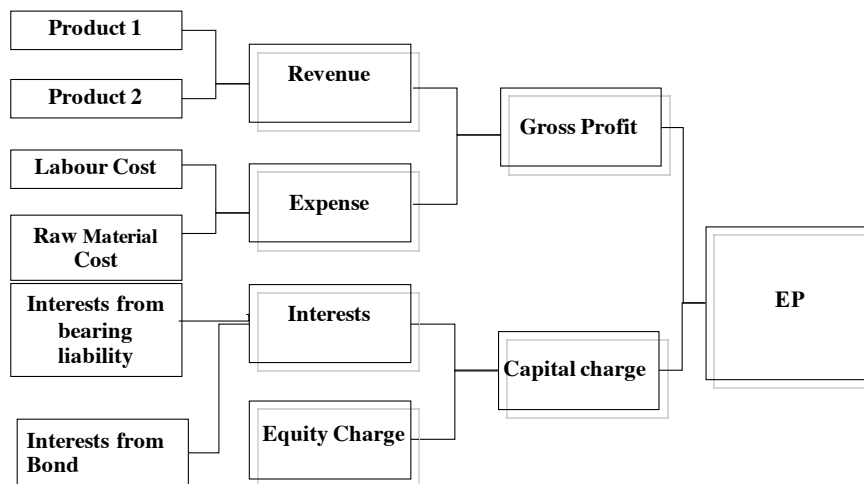 Product 1
Product 2
Labour Cost
Raw Material
Cost
Interests from
bearing
liability
Interests from
Bond
Revenue
Expense
Interests
Equity Charge
Gross Profit
Capital charge
EP